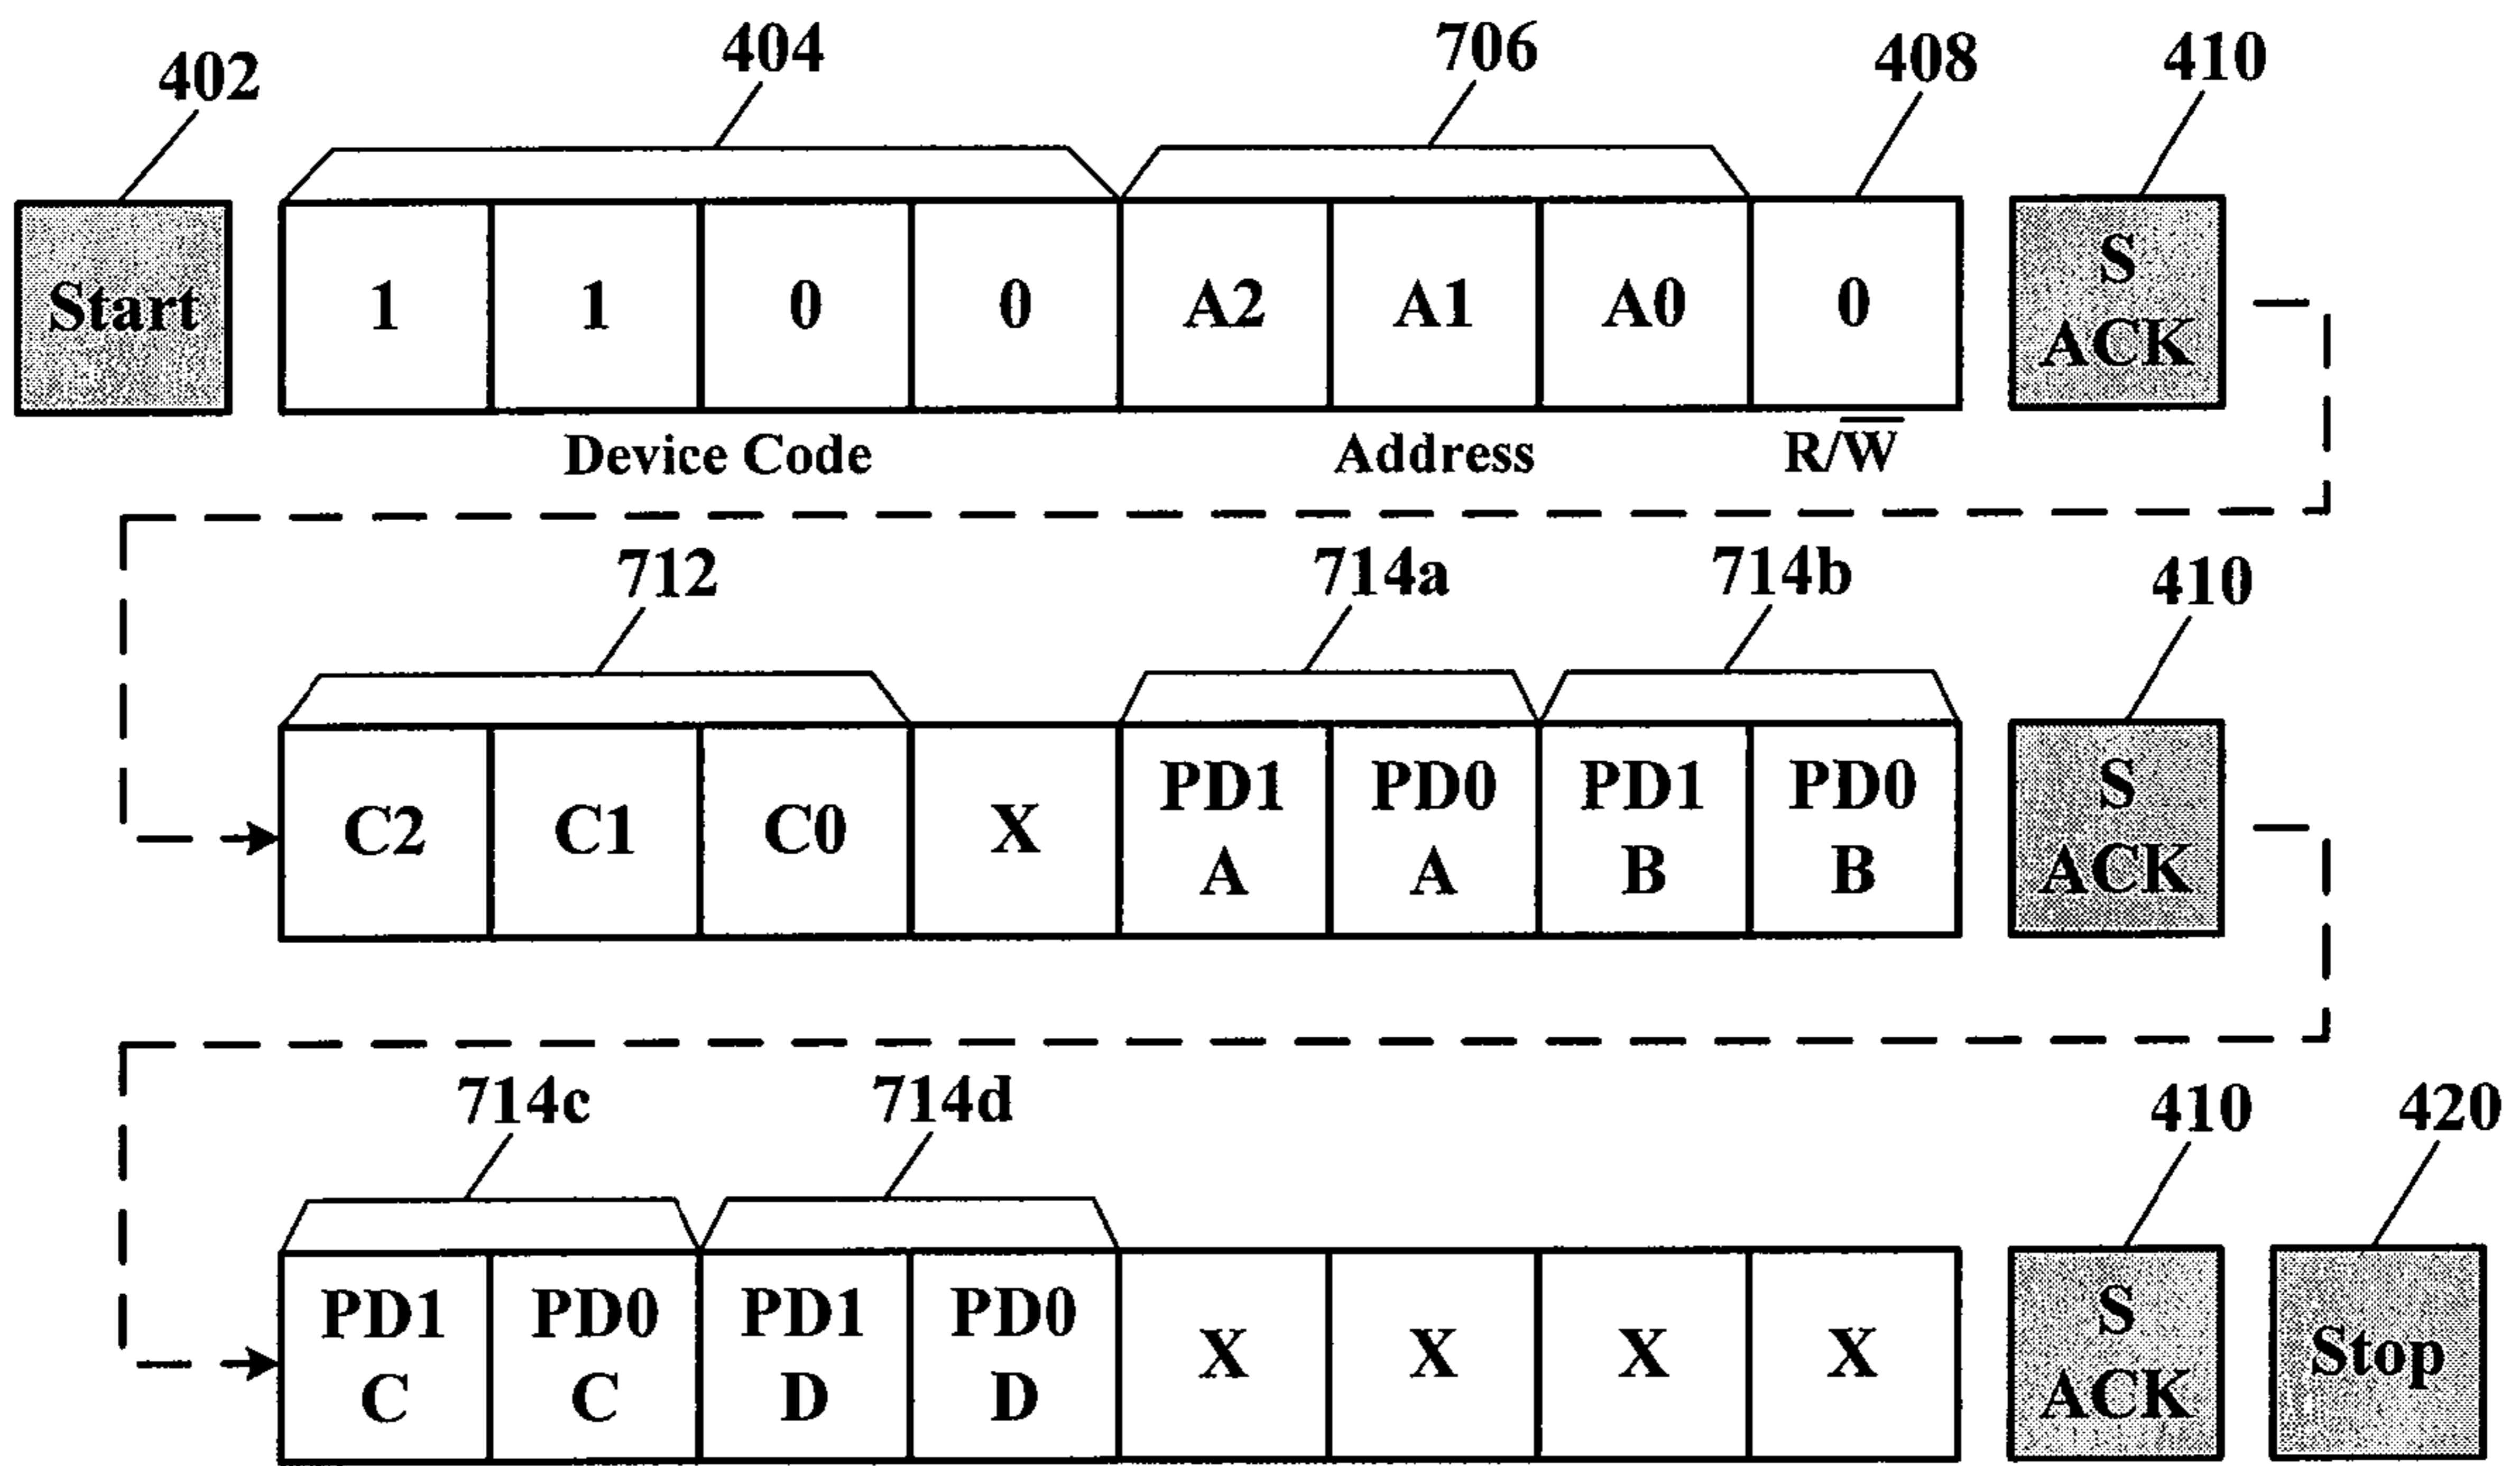 402 404 706 408 410
Start 1 1 0 0 A2 A1 A0 0 S ACK
Device Code Address R/W̅
712 714a 714b 410
C2 C1 C0 X PD1 A PD0 A PD1 B PD0 B S ACK
714c 714d 410 420
PD1 C PD0 C PD1 D PD0 D X X X X S ACK Stop